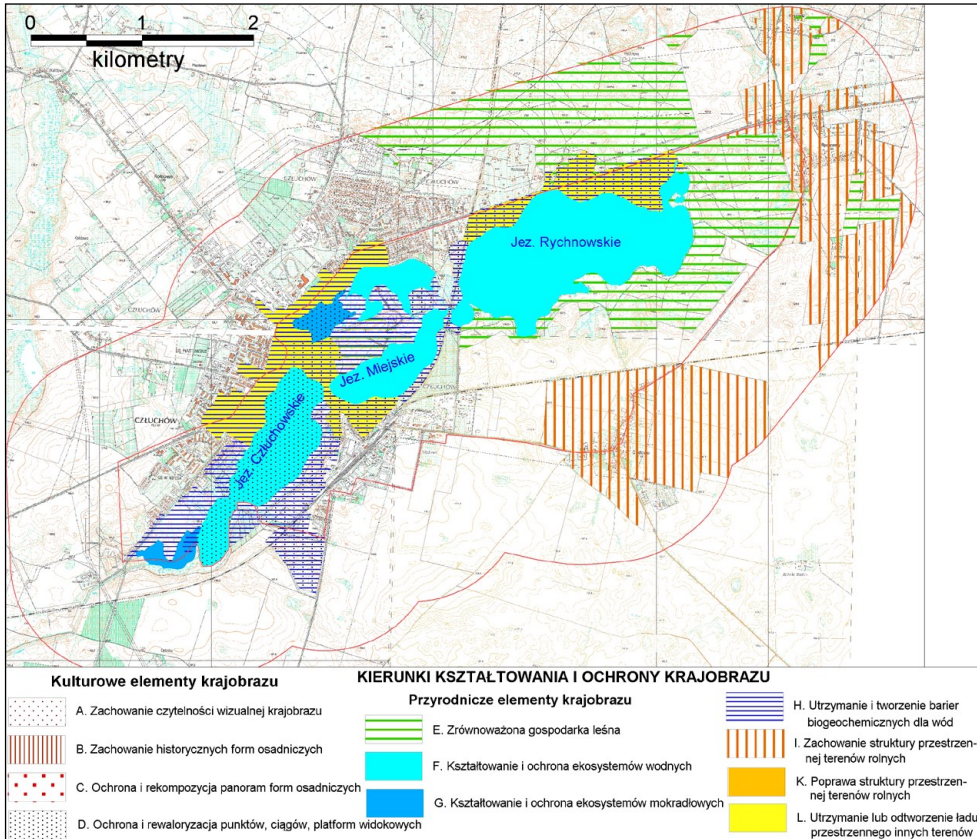 0 1 2
kilometry
CZŁUCHÓW
CZŁUCHÓW
Jez. Rychnowskie
CZŁUCHÓW
Jez. Miejskie
CZŁUCHÓW
Jez. Człuchowskie
KIERUNKI KSZTAŁTOWANIA I OCHRONY KRAJOBRAZU
Kulturowe elementy krajobrazu
A. Zachowanie czytelności wizualnej krajobrazu
B. Zachowanie historycznych form osadniczych
C. Ochrona i rekompozycja panoram form osadniczych
D. Ochrona i rewaloryzacja punktów, ciągów, platform widokowych
Przyrodnicze elementy krajobrazu
E. Zrównoważona gospodarka leśna
F. Kształtowanie i ochrona ekosystemów wodnych
G. Kształtowanie i ochrona ekosystemów mokradłowych
H. Utrzymanie i tworzenie barier
biogeochemicznych dla wód
I. Zachowanie struktury przestrzen-
nej terenów rolnych
K. Poprawa struktury przestrzen-
nej terenów rolnych
L. Utrzymanie lub odtworzenie ładu
przestrzennego innych terenów